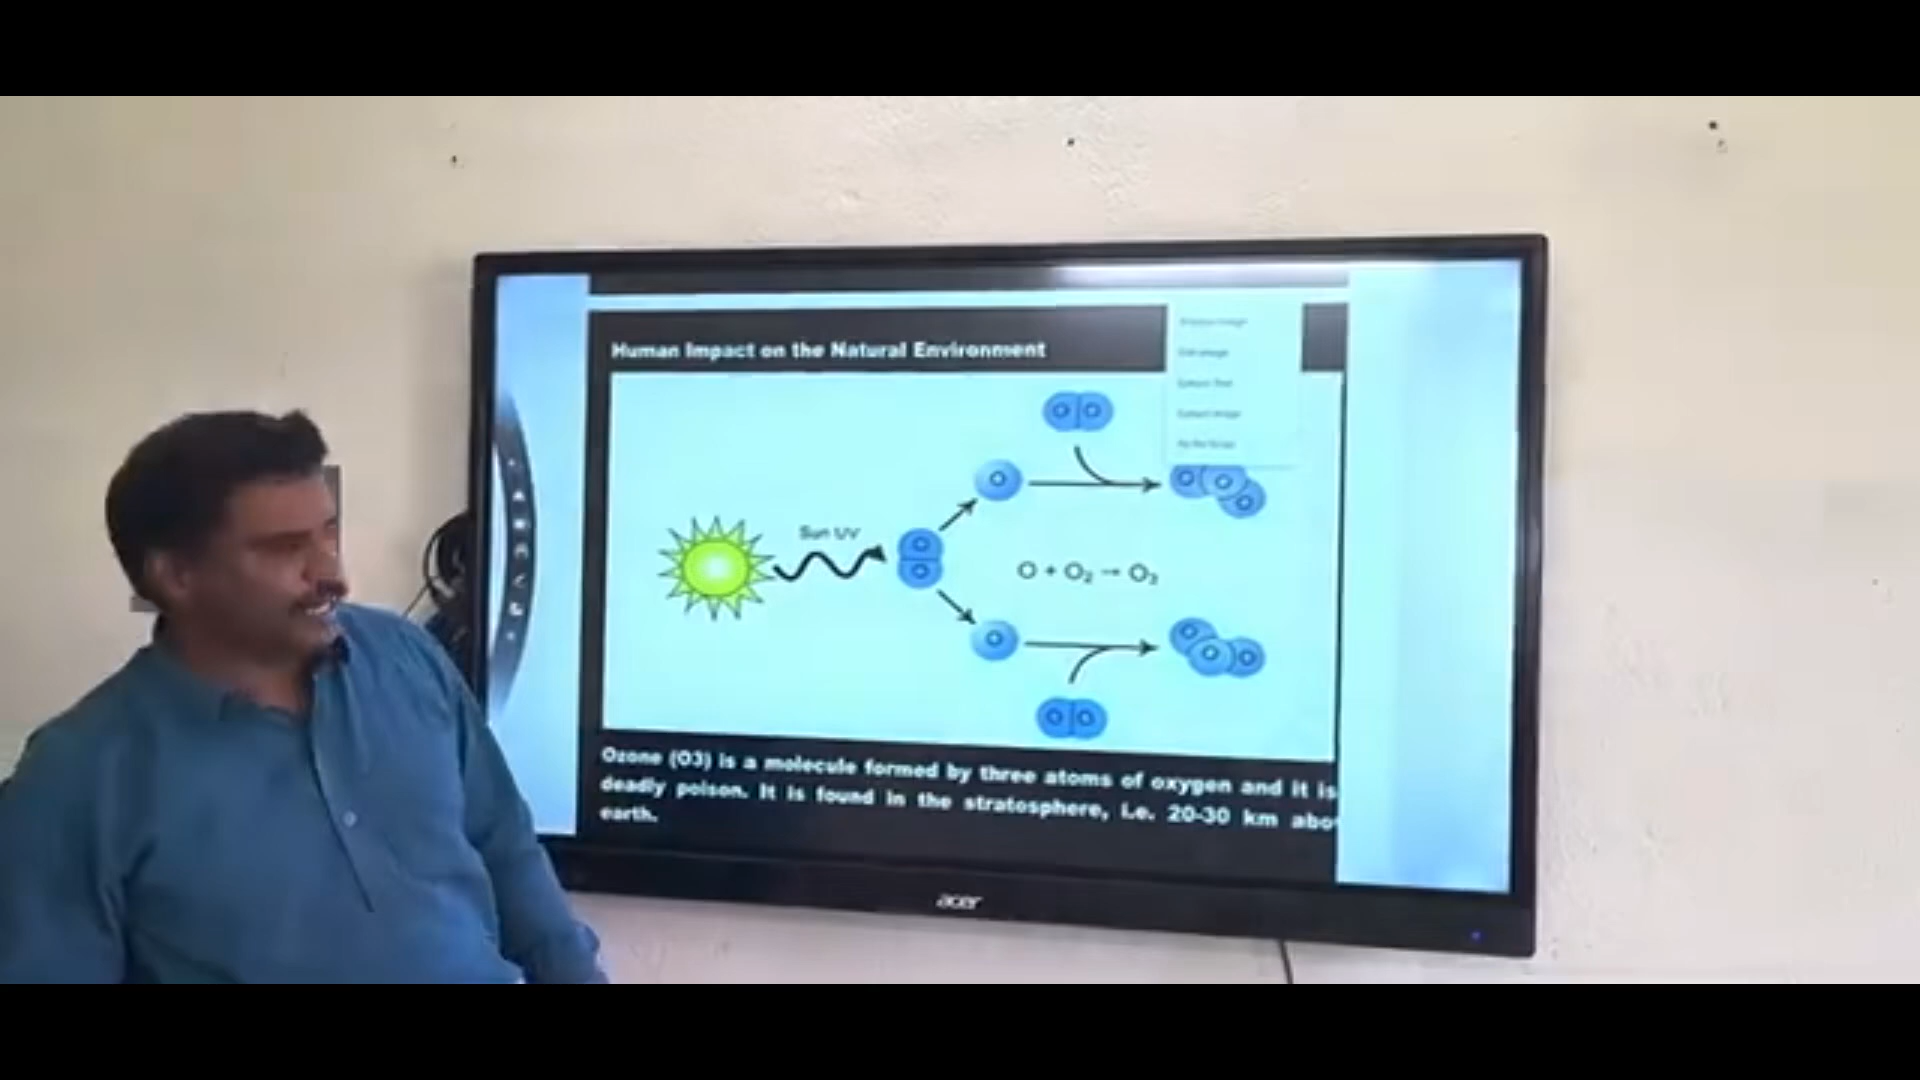 Human Impact on the Natural Environment
O O
O
O O O
Sun UV
O
O
O + O₂ → O₃
O
O O O
O O
Ozone (O3) is a molecule formed by three atoms of oxygen and it is
deadly poison. It is found in the stratosphere, i.e. 20-30 km abo
earth.
acer